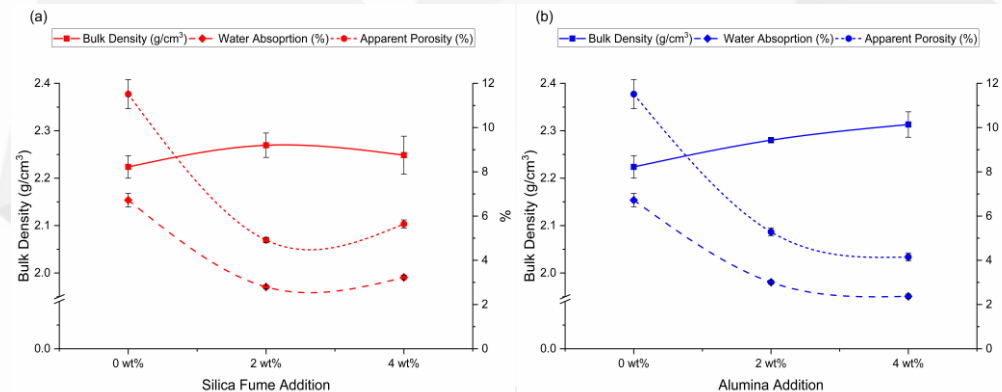 (a)
Bulk Density (g/cm³) Water Absoprtion (%) Apparent Porosity (%)
2.4
2.3
2.2
2.1
2.0
0.0
Bulk Density (g/cm³)
12
10
8
6
4
2
0
%
0 wt% 2 wt% 4 wt%
Silica Fume Addition
(b)
Bulk Density (g/cm³) Water Absoprtion (%) Apparent Porosity (%)
2.4
2.3
2.2
2.1
2.0
0.0
Bulk Density (g/cm³)
12
10
8
6
4
2
0
%
0 wt% 2 wt% 4 wt%
Alumina Addition